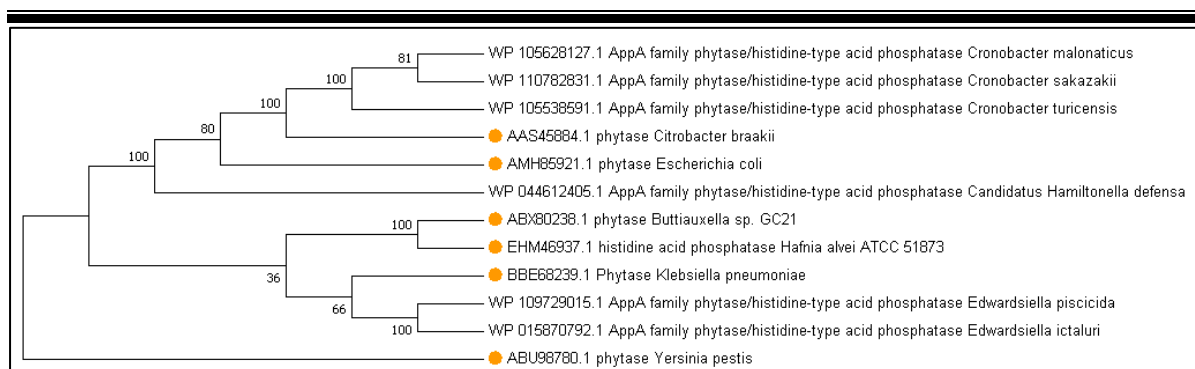 WP 105628127.1 AppA family phytase/histidine-type acid phosphatase Cronobacter malonaticus
81
WP 110782831.1 AppA family phytase/histidine-type acid phosphatase Cronobacter sakazakii
100
WP 105538591.1 AppA family phytase/histidine-type acid phosphatase Cronobacter turicensis
100
AAS45884.1 phytase Citrobacter braakii
80
AMH85921.1 phytase Escherichia coli
100
WP 044612405.1 AppA family phytase/histidine-type acid phosphatase Candidatus Hamiltonella defensa
ABX80238.1 phytase Buttiauxella sp. GC21
100
EHM46937.1 histidine acid phosphatase Hafnia alvei ATCC 51873
36
BBE68239.1 Phytase Klebsiella pneumoniae
66
WP 109729015.1 AppA family phytase/histidine-type acid phosphatase Edwardsiella piscicida
100
WP 015870792.1 AppA family phytase/histidine-type acid phosphatase Edwardsiella ictaluri
ABU98780.1 phytase Yersinia pestis